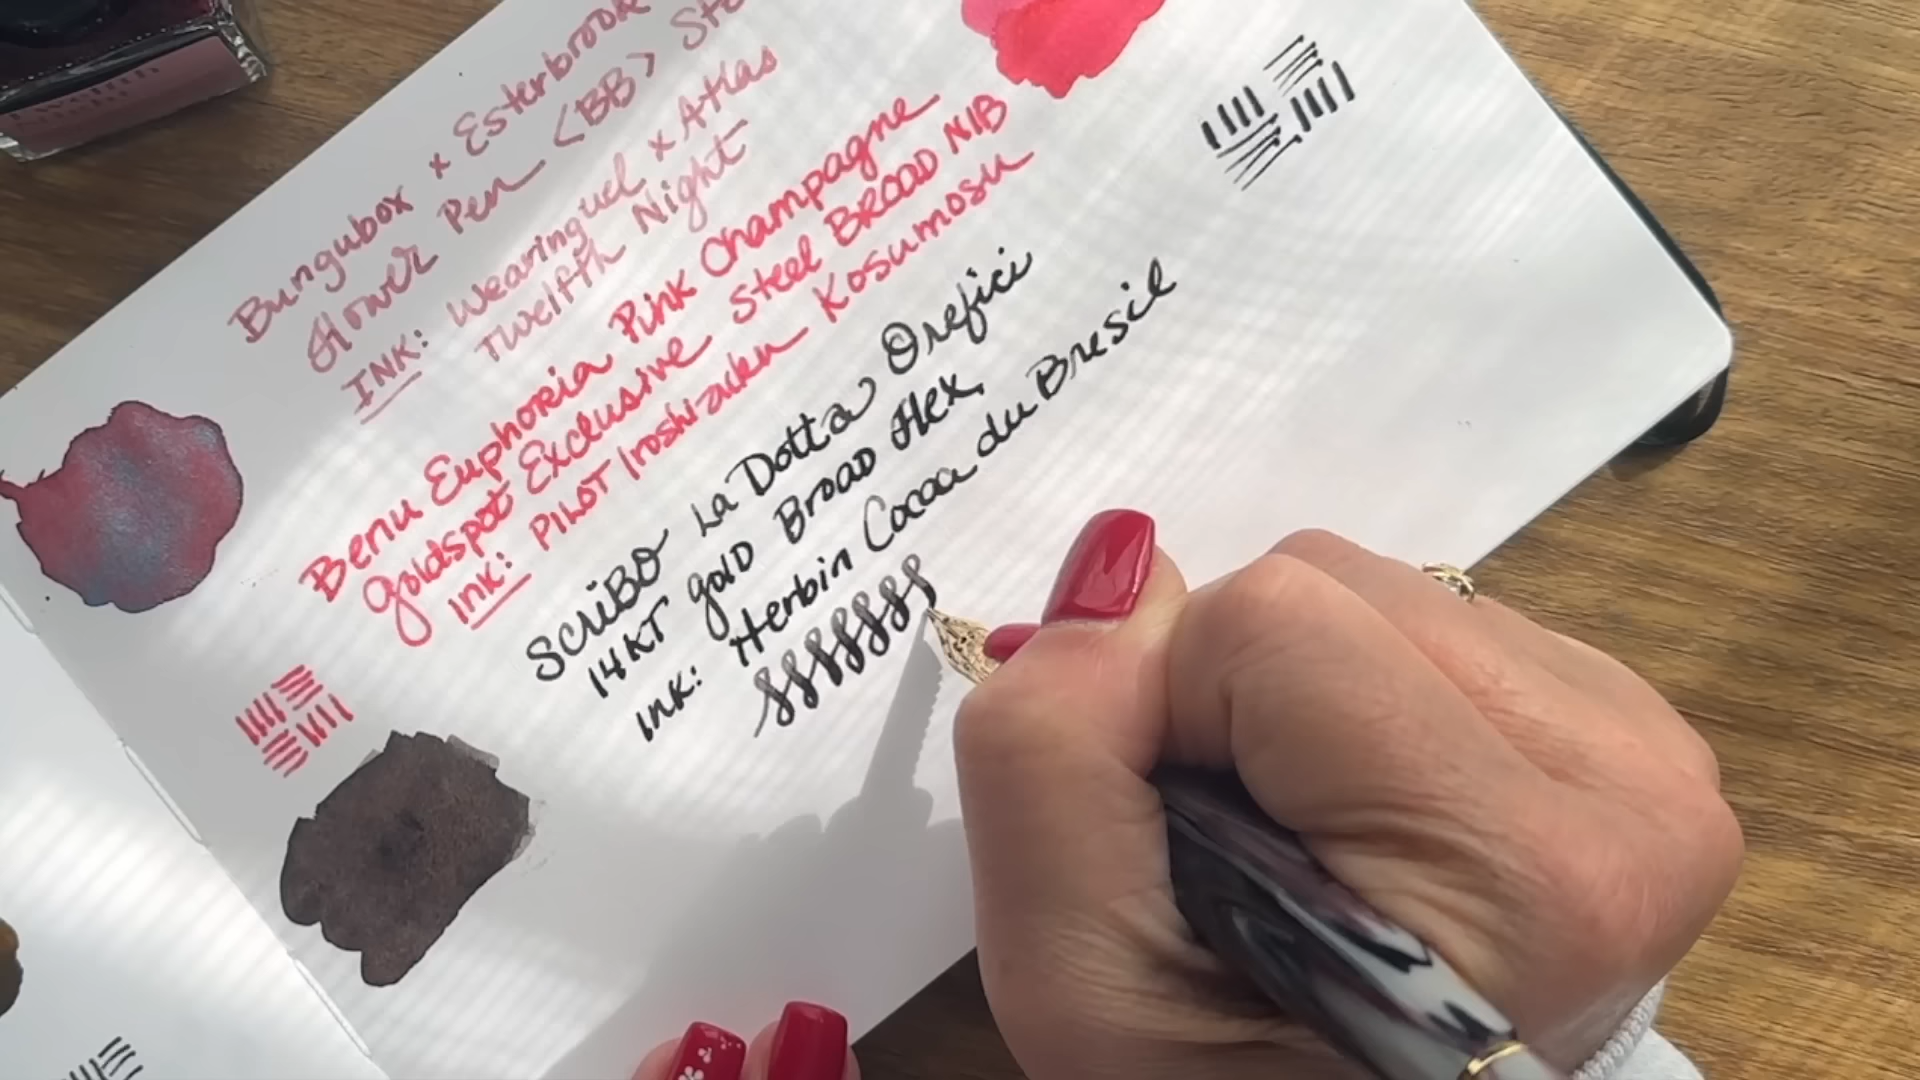 Bungubox x Esterbrook
Flower Pen (BB)
INK: Wearingeul x Atlas
Twelfth Night
Benu Euphoria Pink Champagne
Goldspot Exclusive Steel BROAD NIB
INK: PILOT Iroshizuku Kosumosu
SCRIBO La Dotta Orefici
14KT gold Broad Flex
INK: Herbin Cacao du Bresil